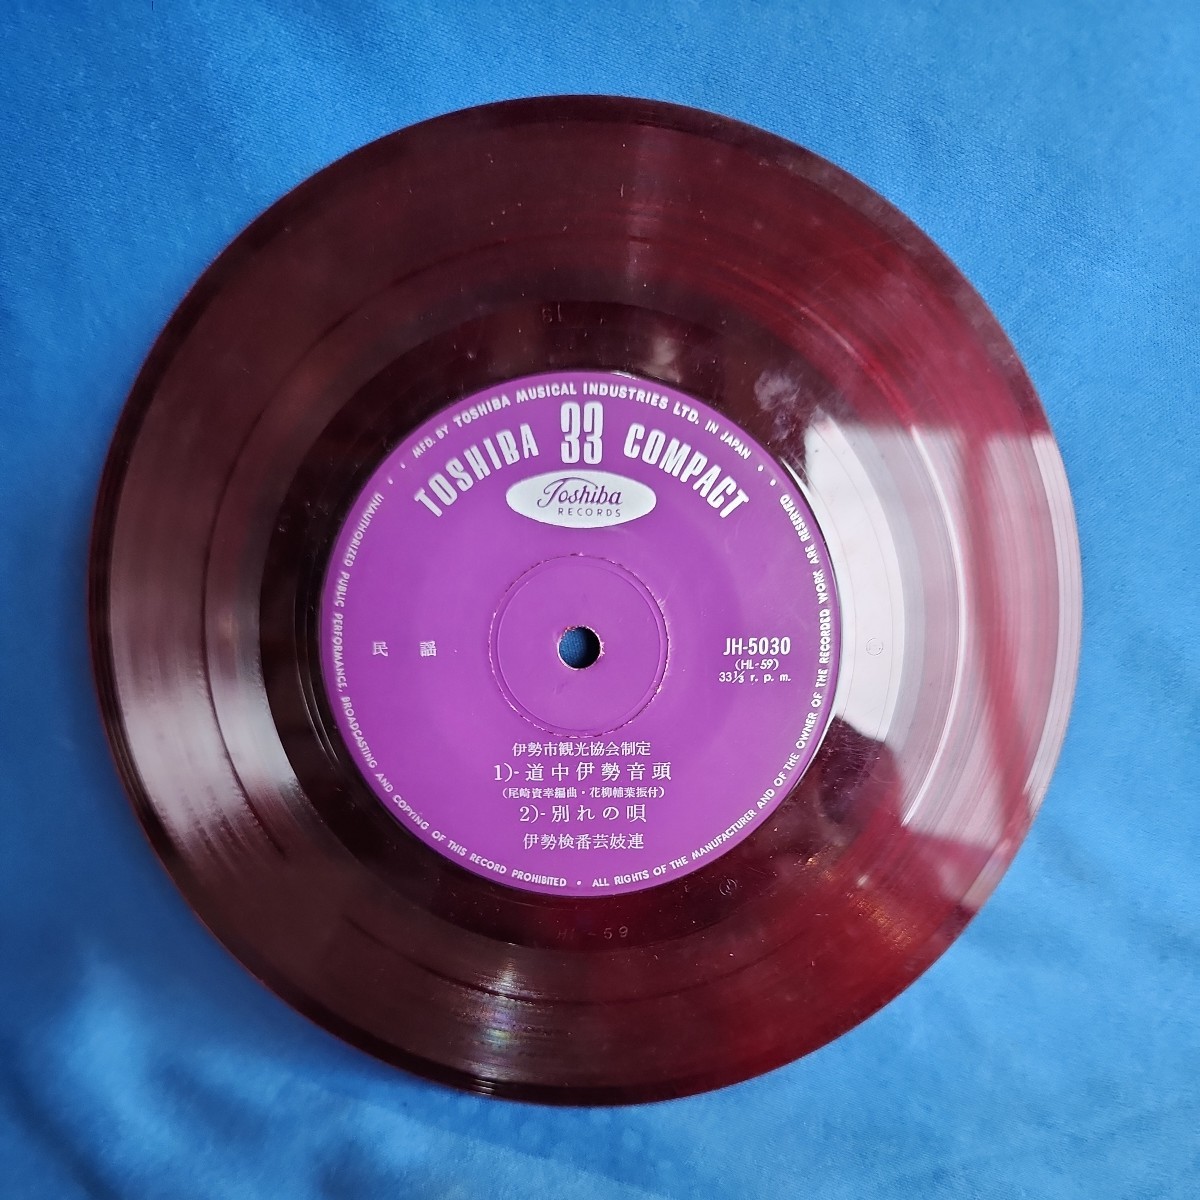 MFD. BY TOSHIBA MUSICAL INDUSTRIES LTD. IN JAPAN
TOSHIBA 33 COMPACT
Toshiba
RECORDS
民謡
JH-5030
(HL-59)
33⅓ r. p. m.
伊勢市観光協会制定
1)- 道中伊勢音頭
(尾崎資幸編曲・花柳輔葉振付)
2)- 別れの唄
伊勢検番芸妓連
UNAUTHORIZED PUBLIC PERFORMANCE, BROADCASTING AND COPYING OF THIS RECORD PROHIBITED • ALL RIGHTS OF THE MANUFACTURER AND OF THE OWNER OF THE RECORDED WORK ARE RESERVED
HL-59